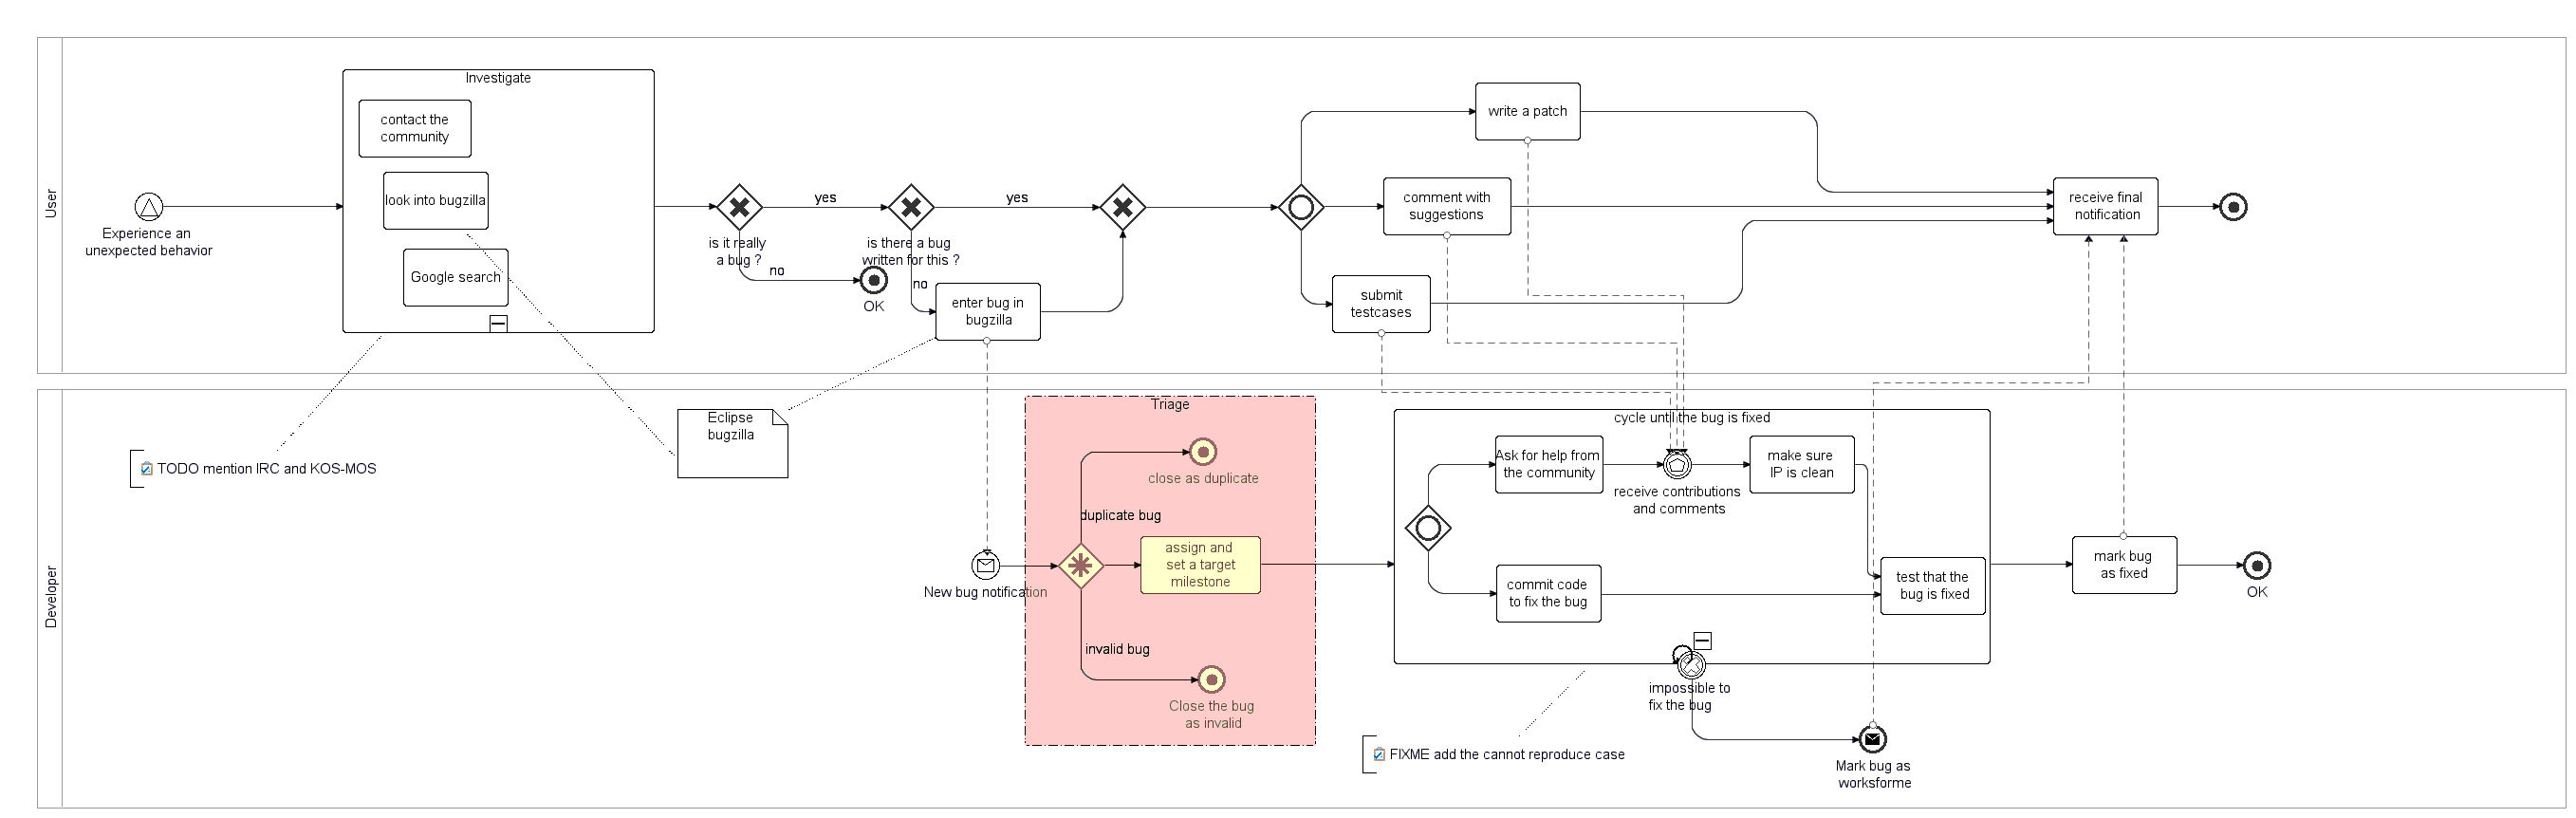 User
Experience an
unexpected behavior
Investigate
contact the
community
look into bugzilla
Google search
is it really
a bug ?
yes
no
OK
is there a bug
written for this ?
yes
no
enter bug in
bugzilla
write a patch
comment with
suggestions
submit
testcases
receive final
notification
Developer
TODO mention IRC and KOS-MOS
Eclipse
bugzilla
New bug notification
Triage
close as duplicate
duplicate bug
assign and
set a target
milestone
invalid bug
Close the bug
as invalid
cycle until the bug is fixed
Ask for help from
the community
receive contributions
and comments
make sure
IP is clean
commit code
to fix the bug
test that the
bug is fixed
impossible to
fix the bug
FIXME add the cannot reproduce case
Mark bug as
worksforme
mark bug
as fixed
OK